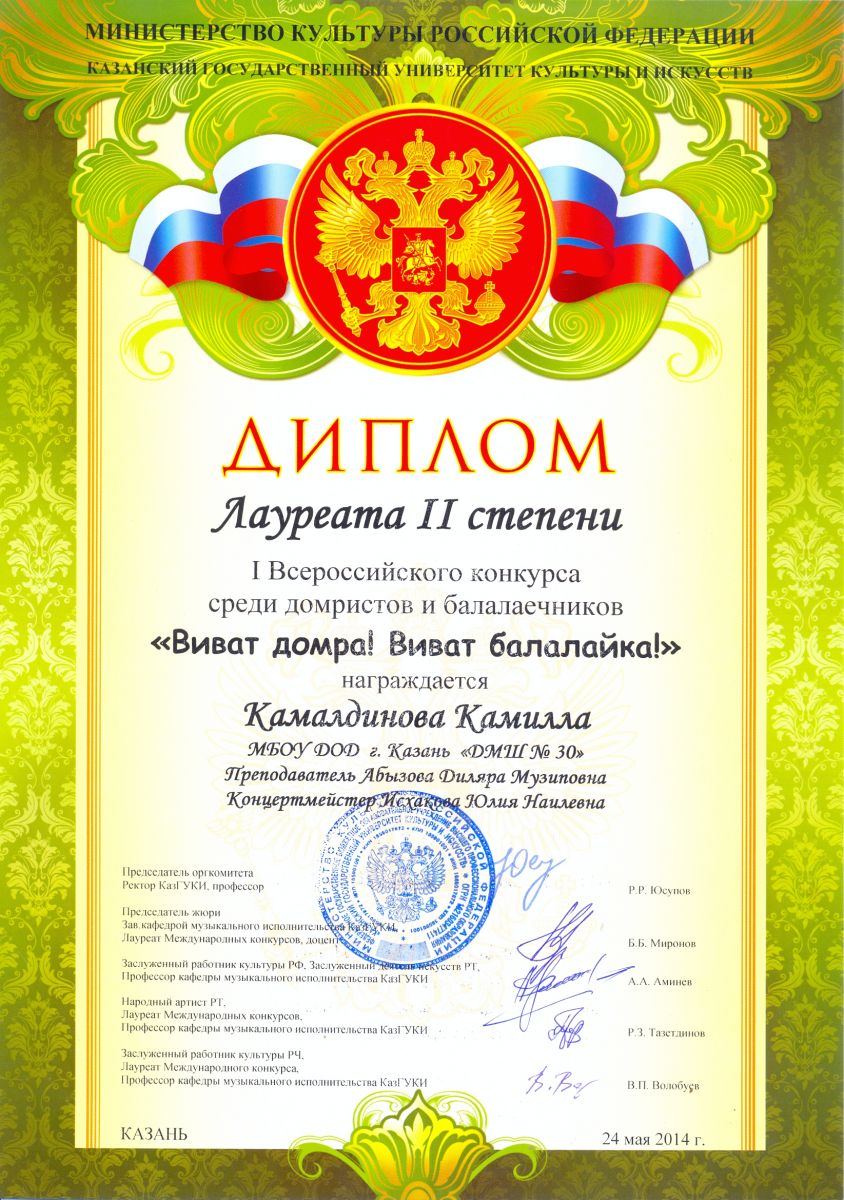 МИНИСТЕРСТВО КУЛЬТУРЫ РОССИЙСКОЙ ФЕДЕРАЦИИ
КАЗАНСКИЙ ГОСУДАРСТВЕННЫЙ УНИВЕРСИТЕТ КУЛЬТУРЫ И ИСКУССТВ
ДИПЛОМ
Лауреата II степени
I Всероссийского конкурса
среди домристов и балалаечников
«Виват домра! Виват балалайка!»
награждается
Камалдинова Камилла
МБОУ ДОД г. Казань «ДМШ № 30»
Преподаватель Абызова Диляра Музиповна
Концертмейстер Исхакова Юлия Наилевна
МИНИСТЕРСТВО КУЛЬТУРЫ РОССИЙСКОЙ ФЕДЕРАЦИИ
Председатель оргкомитета
Ректор КазГУКИ, профессор
Р.Р. Юсупов
Председатель жюри
Зав.кафедрой музыкального исполнительства КазГУКИ,
Лауреат Международных конкурсов, доцент
Б.Б. Миронов
Заслуженный работник культуры РФ, Заслуженный деятель искусств РТ,
Профессор кафедры музыкального исполнительства КазГУКИ
А.А. Аминев
Народный артист РТ,
Лауреат Международных конкурсов,
Профессор кафедры музыкального исполнительства КазГУКИ
Р.З. Тазетдинов
Заслуженный работник культуры РЧ,
Лауреат Международного конкурса,
Профессор кафедры музыкального исполнительства КазГУКИ
В.П. Волобуев
КАЗАНЬ
24 мая 2014 г.